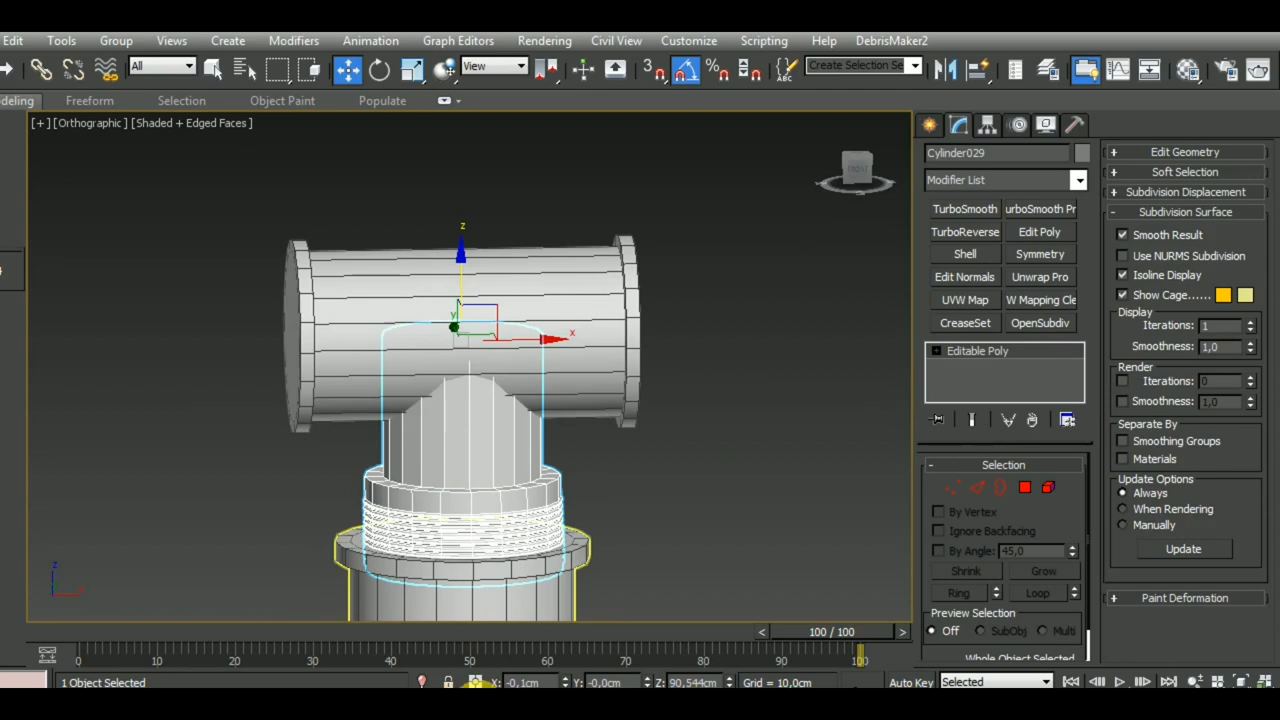 Edit Tools Group Views Create Modifiers Animation Graph Editors Rendering Civil View Customize Scripting Help DebrisMaker2
All View 3 % ABC Create Selection Se
deling Freeform Selection Object Paint Populate
[+] [Orthographic] [Shaded + Edged Faces]
FRONT
z
y
x
z
Cylinder029
Modifier List
TurboSmooth urboSmooth Pr
TurboReverse Edit Poly
Shell Symmetry
Edit Normals Unwrap Pro
UVW Map W Mapping Cle
CreaseSet OpenSubdiv
Editable Poly
- Selection
By Vertex
Ignore Backfacing
By Angle: 45,0
Shrink Grow
Ring Loop
Preview Selection
Off SubObj Multi
Whole Object Selected
+ Edit Geometry
+ Soft Selection
+ Subdivision Displacement
- Subdivision Surface
Smooth Result
Use NURMS Subdivision
Isoline Display
Show Cage......
Display
Iterations: 1
Smoothness: 1,0
Render
Iterations: 0
Smoothness: 1,0
Separate By
Smoothing Groups
Materials
Update Options
Always
When Rendering
Manually
Update
+ Paint Deformation
< 100 / 100 >
0 10 20 30 40 50 60 70 80 90 100
1 Object Selected X: -0,1cm Y: -0,0cm Z: 90,544cm Grid = 10,0cm Auto Key Selected